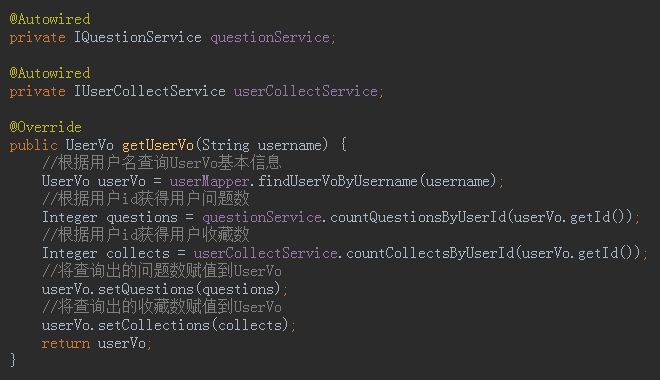 @Autowired
private IQuestionService questionService;
@Autowired
private IUserCollectService userCollectService;
@Override
public UserVo getUserVo(String username) {
//根据用户名查询UserVo基本信息
UserVo userVo = userMapper.findUserVoByUsername(username);
//根据用户id获得用户问题数
Integer questions = questionService.countQuestionsByUserId(userVo.getId());
//根据用户id获得用户收藏数
Integer collects = userCollectService.countCollectsByUserId(userVo.getId());
//将查询出的问题数赋值到UserVo
userVo.setQuestions(questions);
//将查询出的收藏数赋值到UserVo
userVo.setCollections(collects);
return userVo;
}